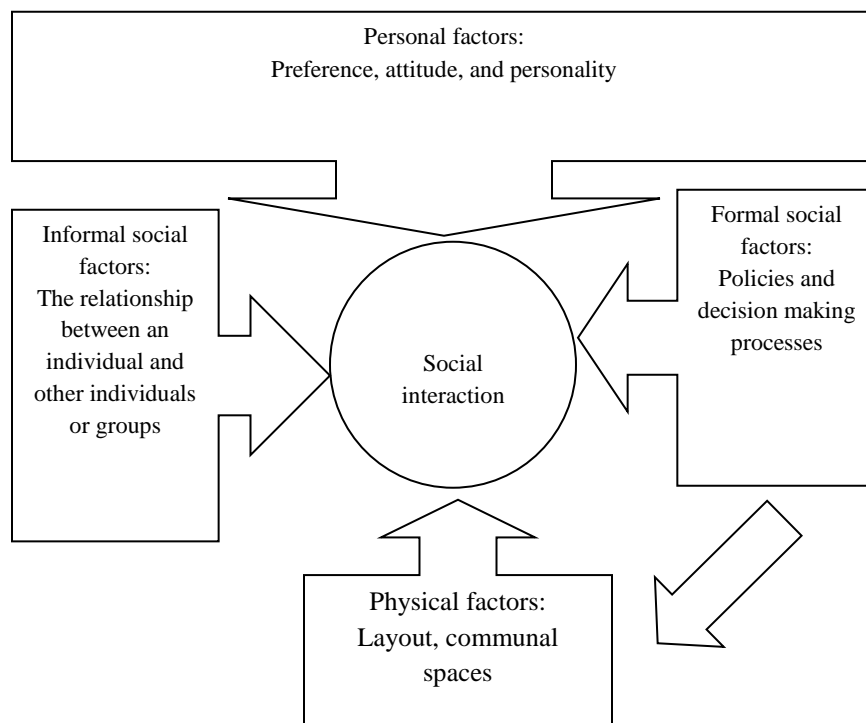 Personal factors:
Preference, attitude, and personality
Informal social
factors:
The relationship
between an
individual and
other individuals
or groups
Social
interaction
Formal social
factors:
Policies and
decision making
processes
Physical factors:
Layout, communal
spaces